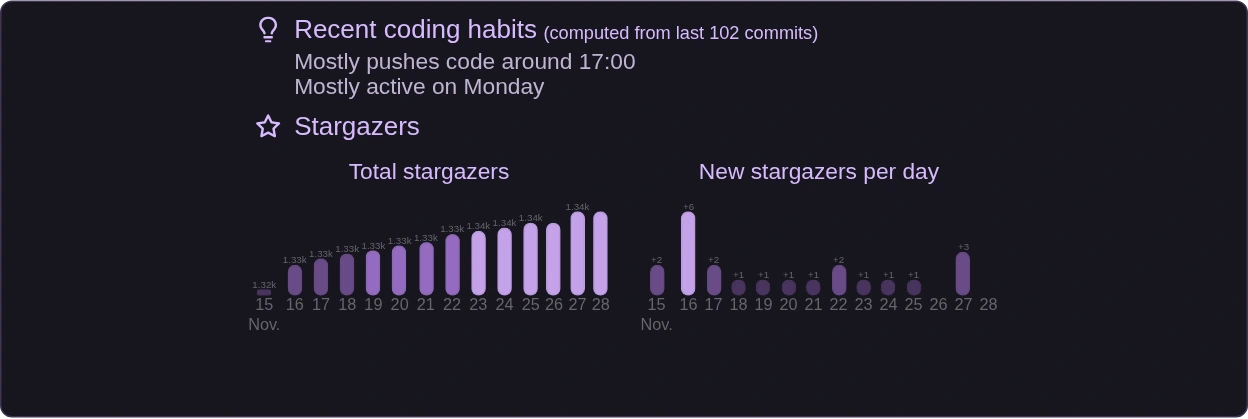 Recent coding habits (computed from last 102 commits)
Mostly pushes code around 17:00
Mostly active on Monday
Stargazers
Total stargazers
1.32k 1.33k 1.33k 1.33k 1.33k 1.33k 1.33k 1.33k 1.34k 1.34k 1.34k 1.34k
15 16 17 18 19 20 21 22 23 24 25 26 27 28
Nov.
New stargazers per day
+2 +6 +2 +1 +1 +1 +1 +2 +1 +1 +1 +3
15 16 17 18 19 20 21 22 23 24 25 26 27 28
Nov.